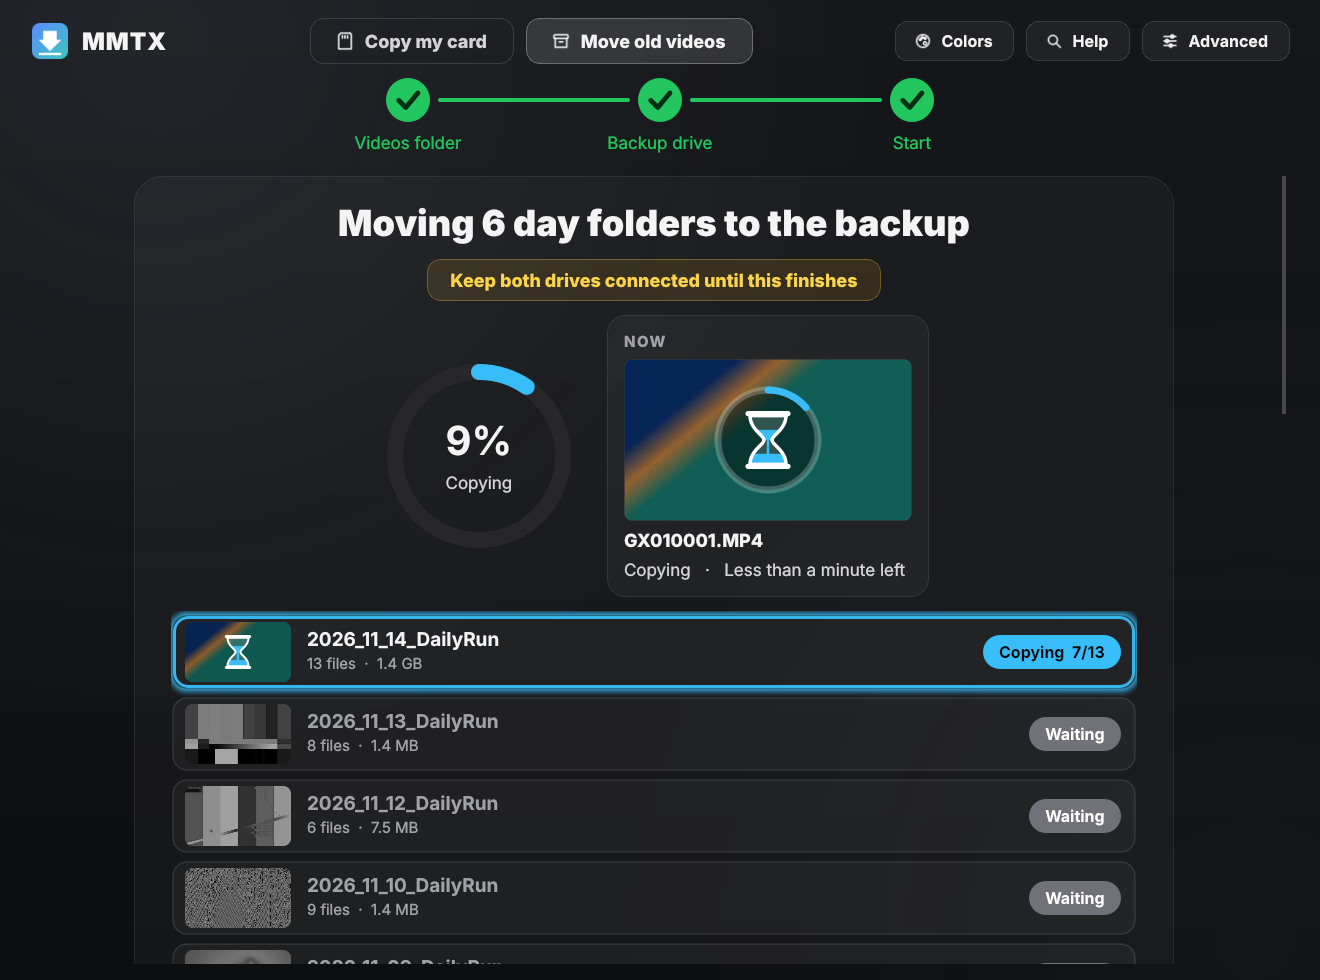 MMTX
Copy my card
Move old videos
Colors
Help
Advanced
Videos folder
Backup drive
Start
Moving 6 day folders to the backup
Keep both drives connected until this finishes
9%
Copying
NOW
GX010001.MP4
Copying · Less than a minute left
2026_11_14_DailyRun
13 files · 1.4 GB
Copying 7/13
2026_11_13_DailyRun
8 files · 1.4 MB
Waiting
2026_11_12_DailyRun
6 files · 7.5 MB
Waiting
2026_11_10_DailyRun
9 files · 1.4 MB
Waiting